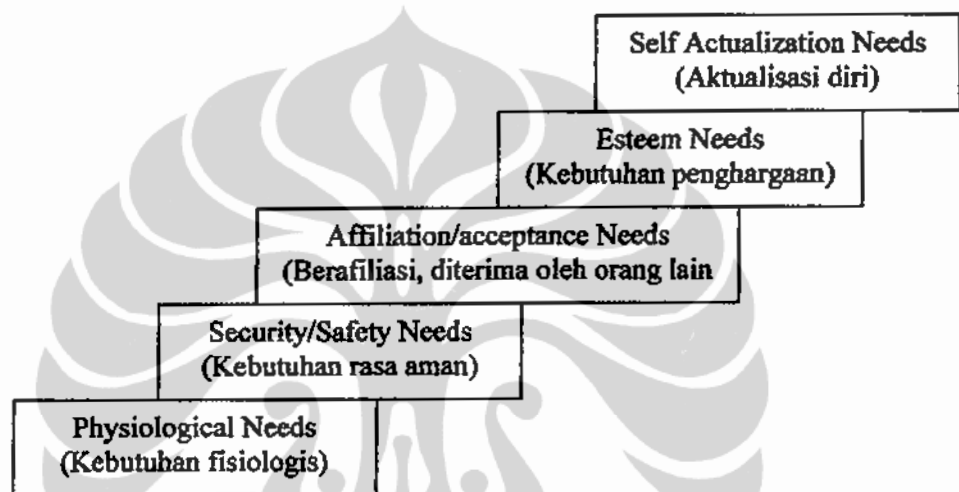 Self Actualization Needs
(Aktualisasi diri)
Esteem Needs
(Kebutuhan penghargaan)
Affiliation/acceptance Needs
(Berafiliasi, diterima oleh orang lain
Security/Safety Needs
(Kebutuhan rasa aman)
Physiological Needs
(Kebutuhan fisiologis)